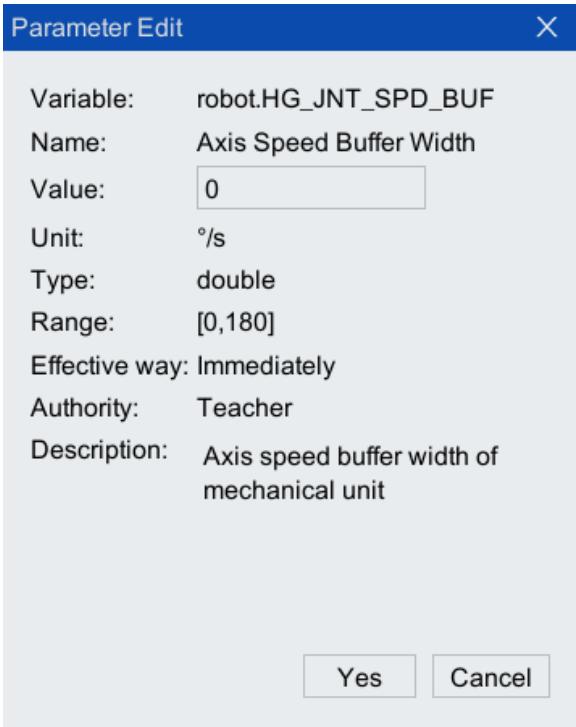 Parameter Edit X
Variable: robot.HG_JNT_SPD_BUF
Name: Axis Speed Buffer Width
Value: 0
Unit: °/s
Type: double
Range: [0,180]
Effective way: Immediately
Authority: Teacher
Description: Axis speed buffer width of
mechanical unit
Yes Cancel